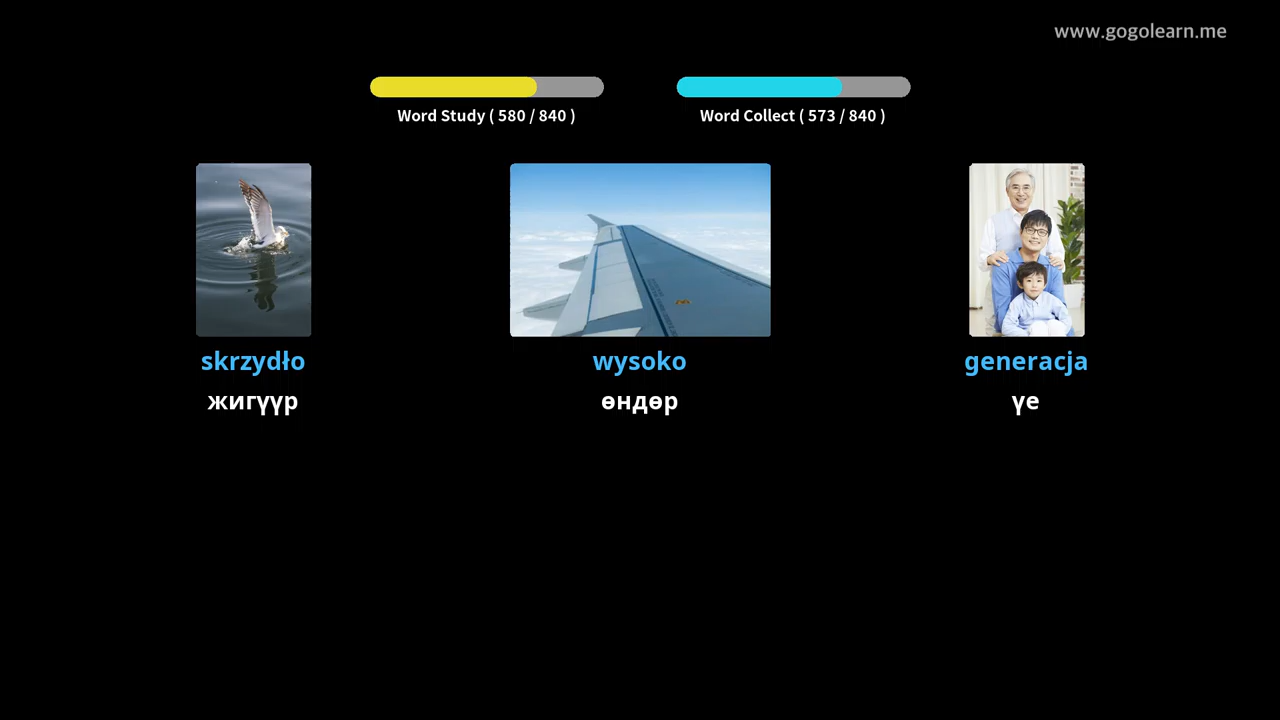 www.gogolearn.me
Word Study ( 580 / 840 )
Word Collect ( 573 / 840 )
skrzydło
wysoko
generacja
жигүүр
өндөр
үе